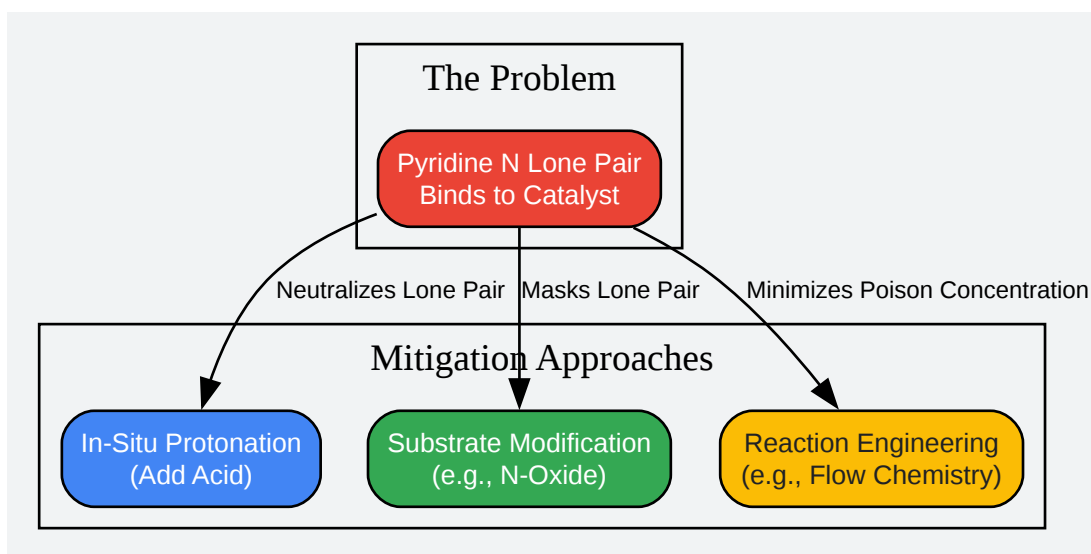 The Problem
Pyridine N Lone Pair
Binds to Catalyst
Neutralizes Lone Pair
Masks Lone Pair
Minimizes Poison Concentration
Mitigation Approaches
In-Situ Protonation
(Add Acid)
Substrate Modification
(e.g., N-Oxide)
Reaction Engineering
(e.g., Flow Chemistry)